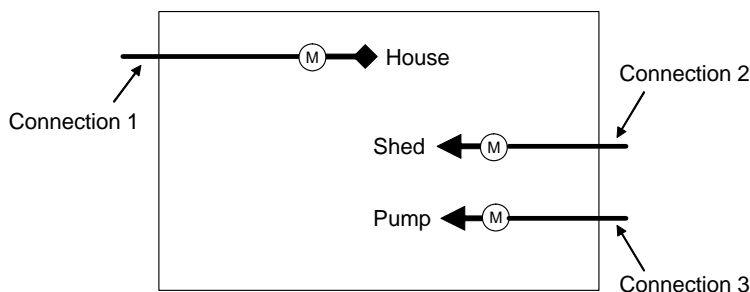 M House
Connection 2
Connection 1
Shed M
Pump M
Connection 3